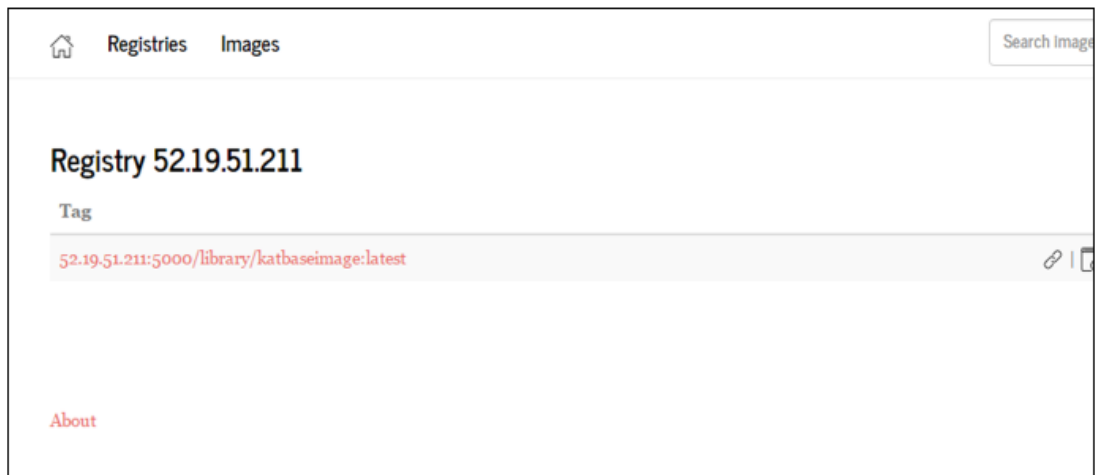 Registries Images Search Image
Registry 52.19.51.211
Tag
52.19.51.211:5000/library/katbaseimage:latest
About